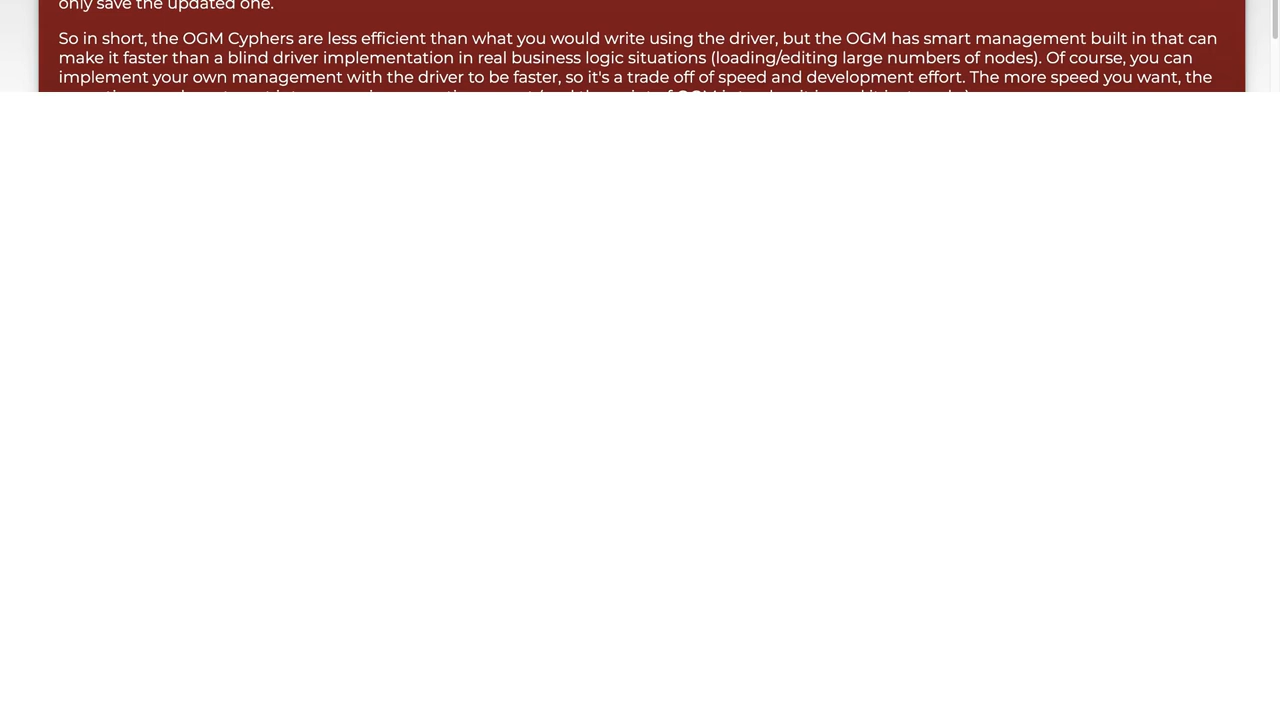 only save the updated one.
So in short, the OGM Cyphers are less efficient than what you would write using the driver, but the OGM has smart management built in that can
make it faster than a blind driver implementation in real business logic situations (loading/editing large numbers of nodes). Of course, you can
implement your own management with the driver to be faster, so it's a trade off of speed and development effort. The more speed you want, the